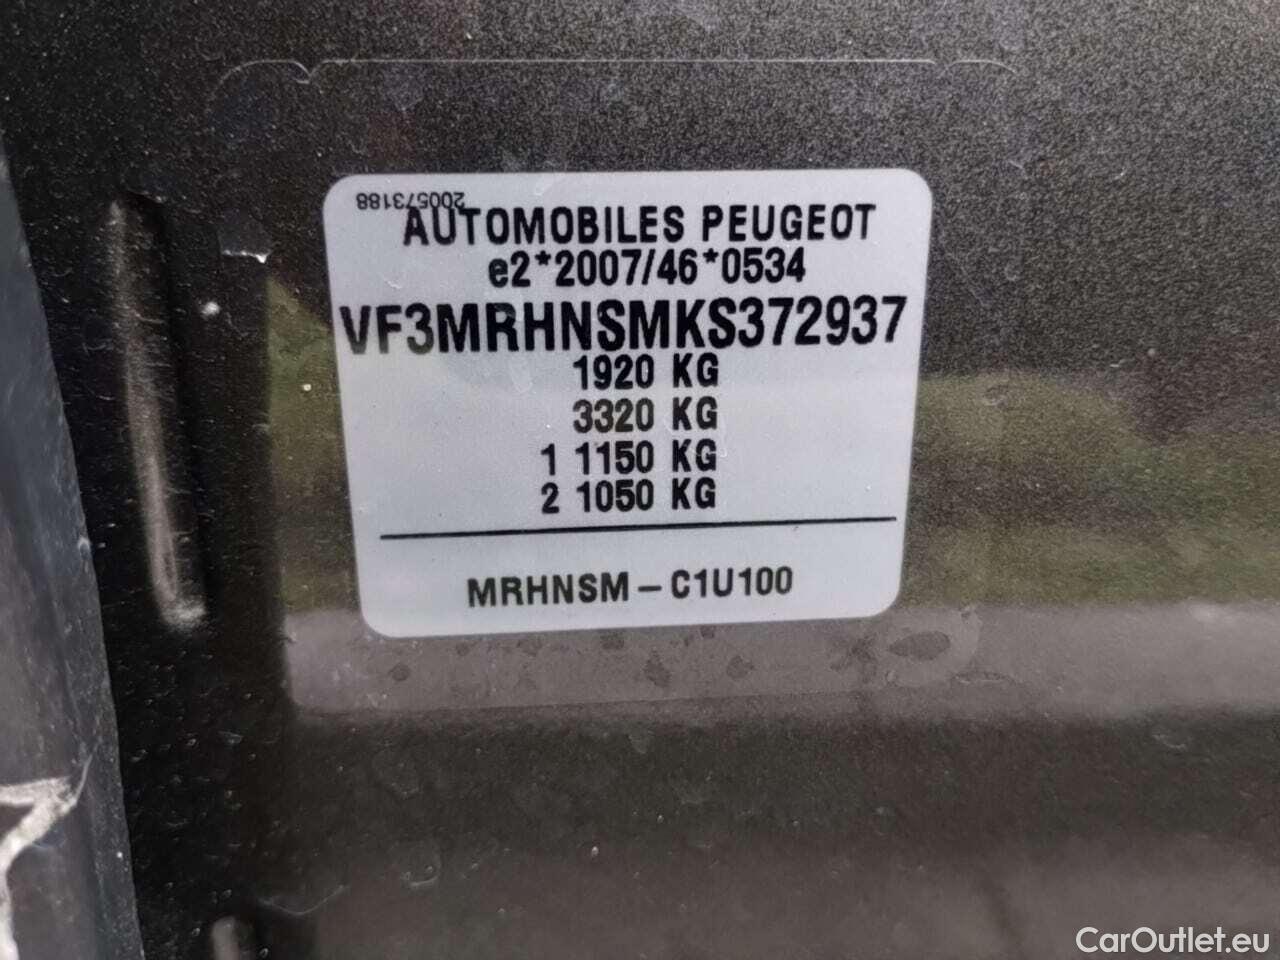 200573188
AUTOMOBILES PEUGEOT
e2*2007/46*0534
VF3MRHNSMKS372937
1920 KG
3320 KG
1 1150 KG
2 1050 KG
MRHNSM – C1U100
CarOutlet.eu